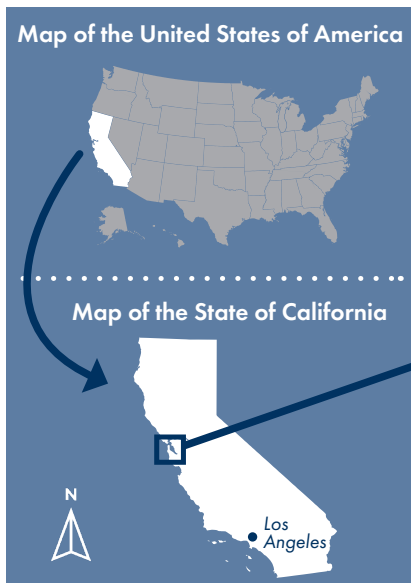 Map of the United States of America
Map of the State of California
N
Los
Angeles